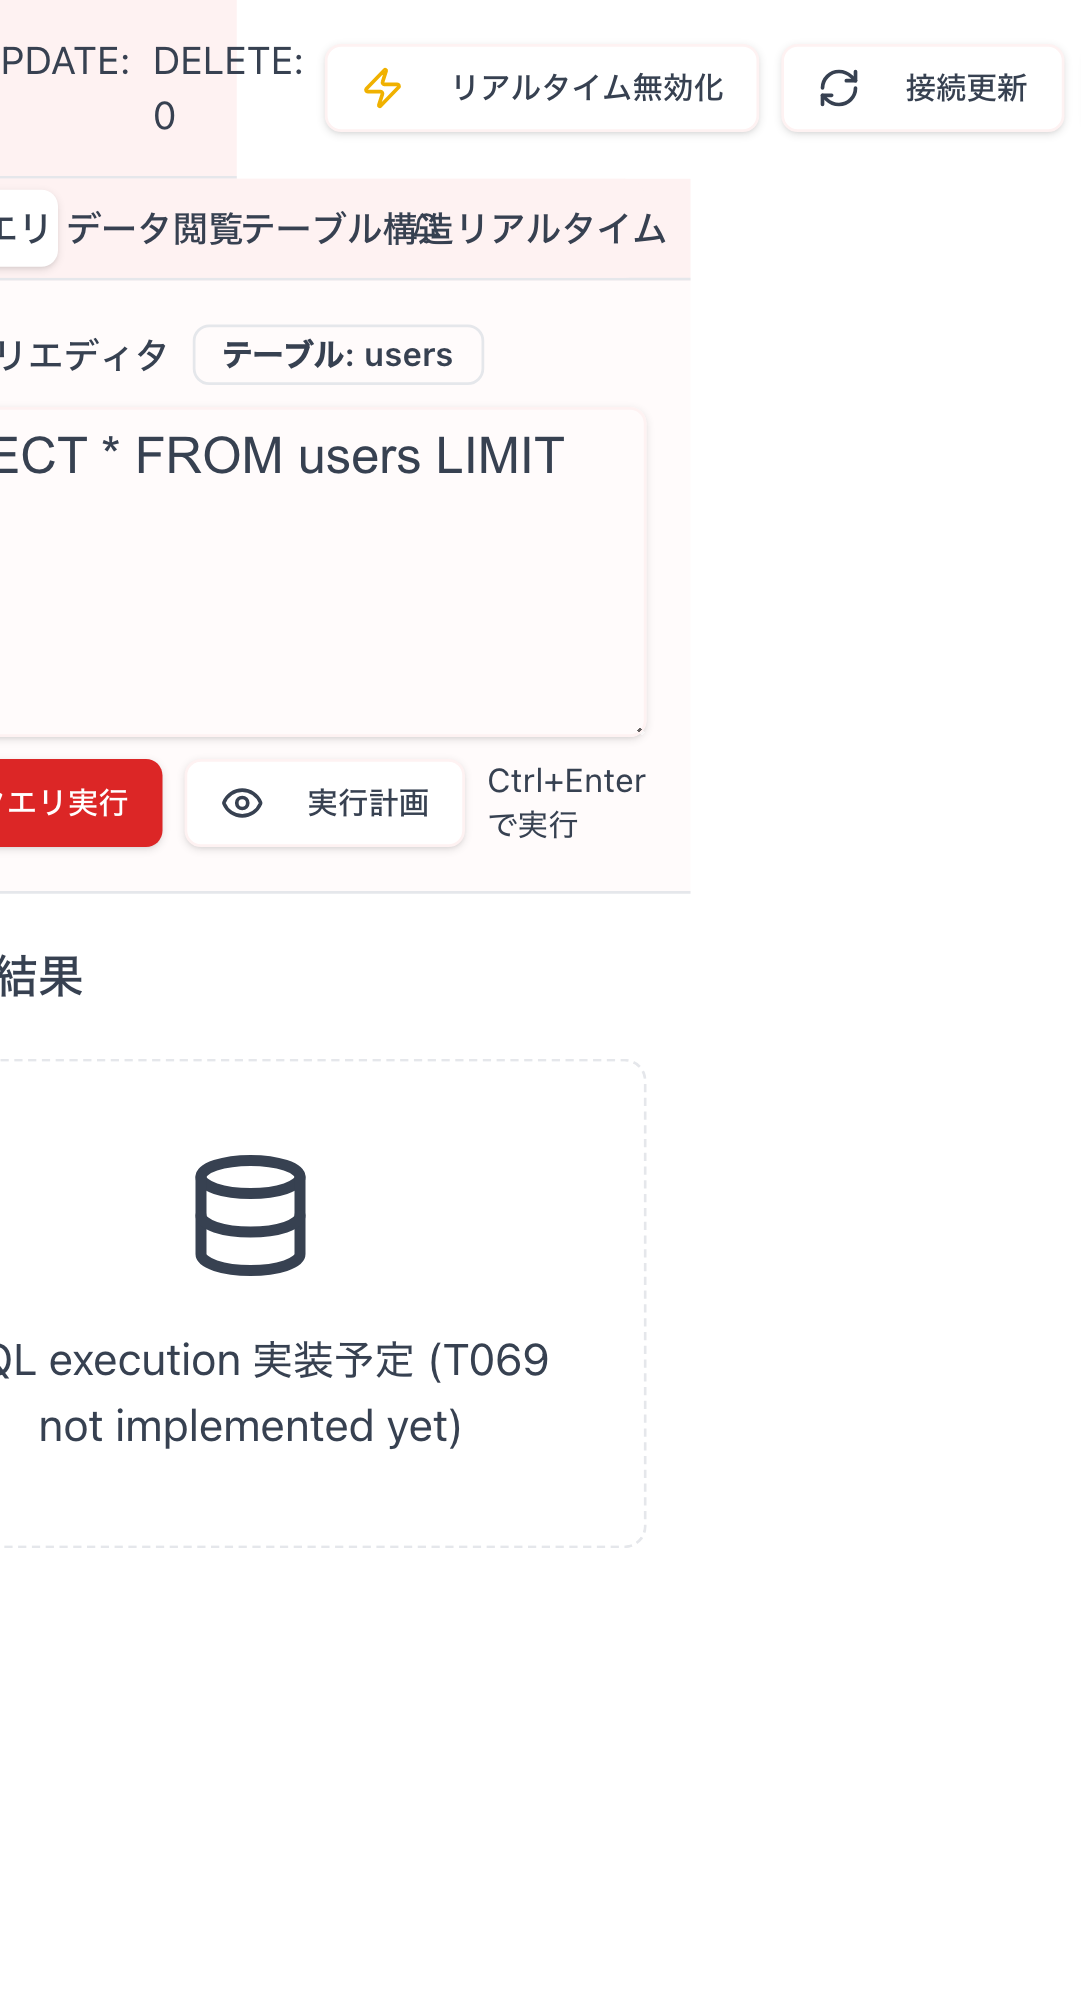 PDATE: DELETE:
0
リアルタイム無効化
接続更新
エリ
データ閲覧
テーブル構造
リアルタイム
リエディタ
テーブル: users
ECT * FROM users LIMIT
クエリ実行
実行計画
Ctrl+Enter
で実行
結果
QL execution 実装予定 (T069
not implemented yet)